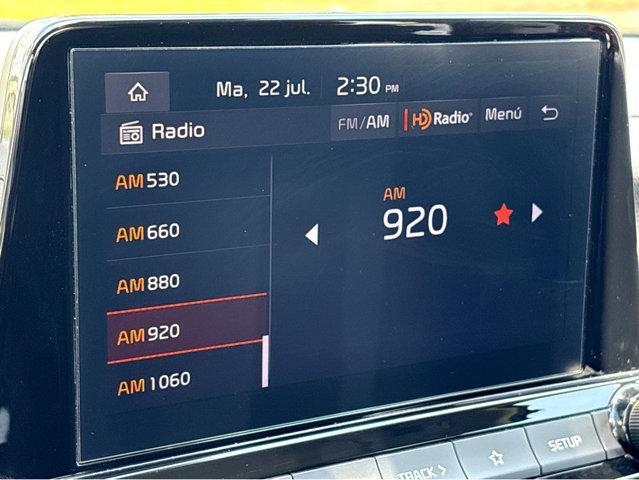 Ma, 22 jul. 2:30 PM
Radio FM/AM HD Radio Menú
AM 530
AM 660
AM 880
AM 920
AM 1060
AM
920
TRACK >
SETUP